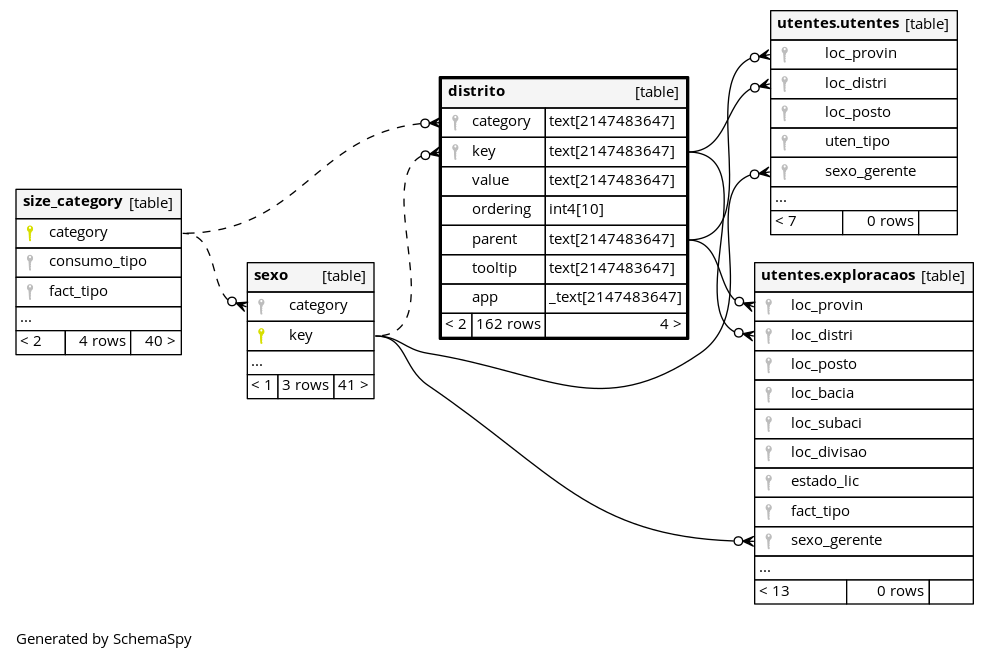 size_category [table]
category
consumo_tipo
fact_tipo
...
< 2 4 rows 40 >
sexo [table]
category
key
...
< 1 3 rows 41 >
distrito [table]
category text[2147483647]
key text[2147483647]
value text[2147483647]
ordering int4[10]
parent text[2147483647]
tooltip text[2147483647]
app _text[2147483647]
< 2 162 rows 4 >
utentes.utentes [table]
loc_provin
loc_distri
loc_posto
uten_tipo
sexo_gerente
...
< 7 0 rows
utentes.exploracaos [table]
loc_provin
loc_distri
loc_posto
loc_bacia
loc_subaci
loc_divisao
estado_lic
fact_tipo
sexo_gerente
...
< 13 0 rows
Generated by SchemaSpy